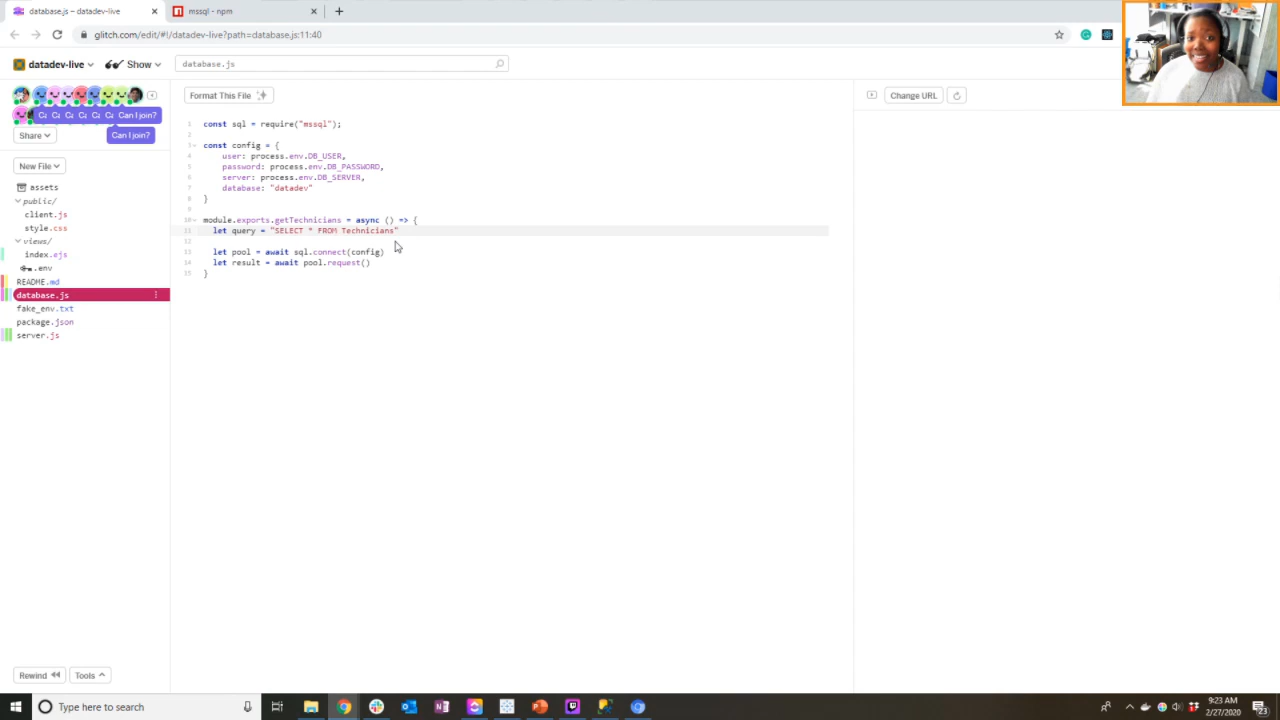 database.js – datadev-live
mssql - npm
glitch.com/edit/#!/datadev-live?path=database.js:11:40
datadev-live
Show
database.js
Format This File
Change URL
Can I join?
Share
Can I join?
New File
assets
public/
client.js
style.css
views/
index.ejs
.env
README.md
database.js
fake_env.txt
package.json
server.js
1 const sql = require("mssql");
2
3 const config = {
4 user: process.env.DB_USER,
5 password: process.env.DB_PASSWORD,
6 server: process.env.DB_SERVER,
7 database: "datadev"
8 }
9
10 module.exports.getTechnicians = async () => {
11 let query = "SELECT * FROM Technicians"
12
13 let pool = await sql.connect(config)
14 let result = await pool.request()
15 }
Rewind
Tools
Type here to search
9:23 AM
2/27/2020
23